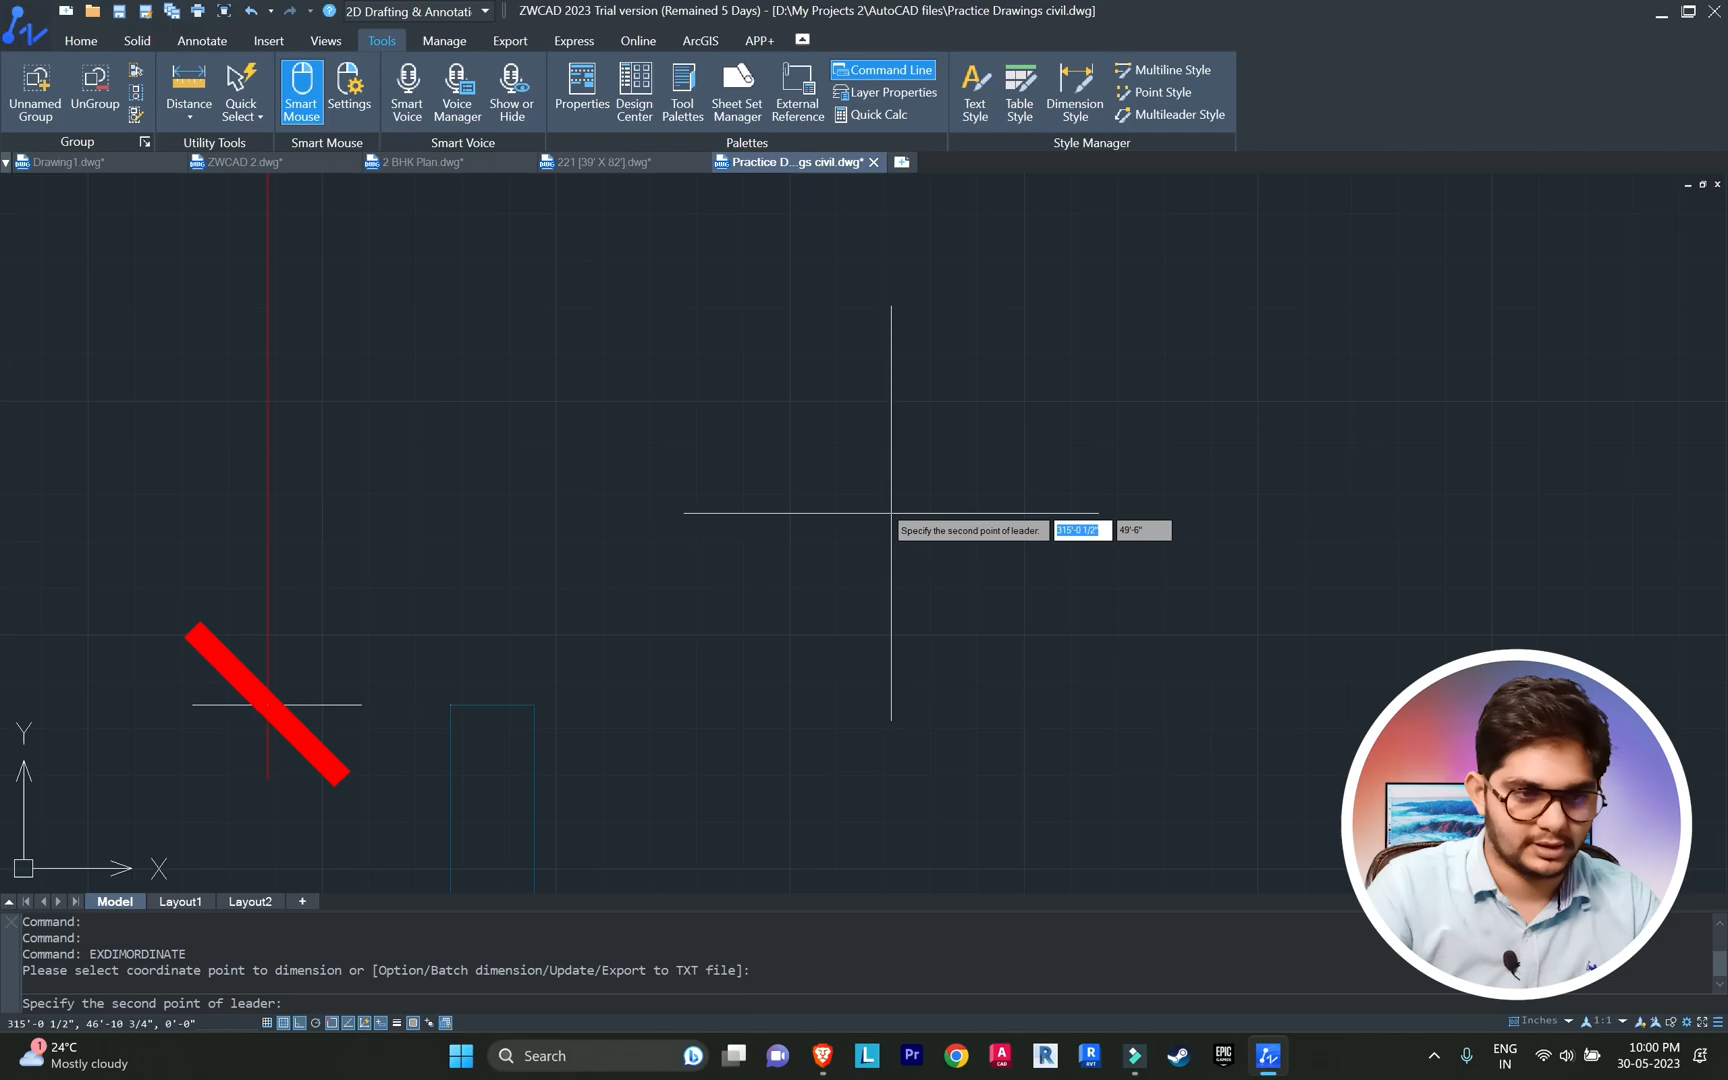 2D Drafting & Annotati
ZWCAD 2023 Trial version (Remained 5 Days) - [D:\My Projects 2\AutoCAD files\Practice Drawings civil.dwg]
Home Solid Annotate Insert Views Tools Manage Export Express Online ArcGIS APP+
Unnamed Group
UnGroup
Distance
Quick Select
Smart Mouse
Settings
Smart Voice
Voice Manager
Show or Hide
Properties
Design Center
Tool Palettes
Sheet Set Manager
External Reference
Command Line
Layer Properties
Quick Calc
Text Style
Table Style
Dimension Style
Multiline Style
Point Style
Multileader Style
Group Utility Tools Smart Mouse Smart Voice Palettes Style Manager
Drawing1.dwg* ZWCAD 2.dwg* 2 BHK Plan.dwg* 221 [39' X 82'].dwg* Practice D...gs civil.dwg*
Specify the second point of leader: 315'-0 1/2" 49'-6"
Y
X
Model Layout1 Layout2 +
Command:
Command:
Command: EXDIMORDINATE
Please select coordinate point to dimension or [Option/Batch dimension/Update/Export to TXT file]:
Specify the second point of leader:
315'-0 1/2", 46'-10 3/4", 0'-0"
Inches 1:1
1
24°C
Mostly cloudy
Search
L
Pr
A
CAD
R
R
RVT
EPIC
GAMES
ENG
IN
10:00 PM
30-05-2023